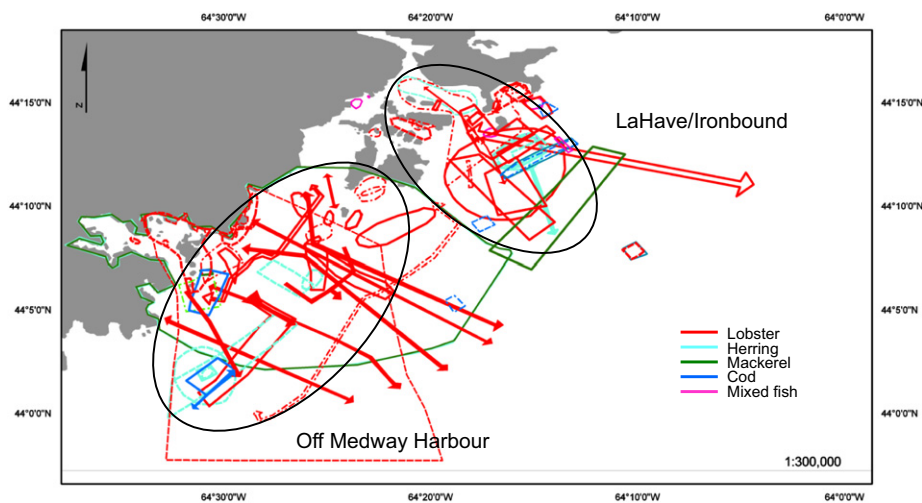 64°30'0"W 64°20'0"W 64°10'0"W 64°0'0"W
N
44°15'0"N 44°15'0"N
LaHave/Ironbound
44°10'0"N 44°10'0"N
44°5'0"N 44°5'0"N
Lobster
Herring
Mackerel
Cod
Mixed fish
44°0'0"N 44°0'0"N
Off Medway Harbour
1:300,000
64°30'0"W 64°20'0"W 64°10'0"W 64°0'0"W